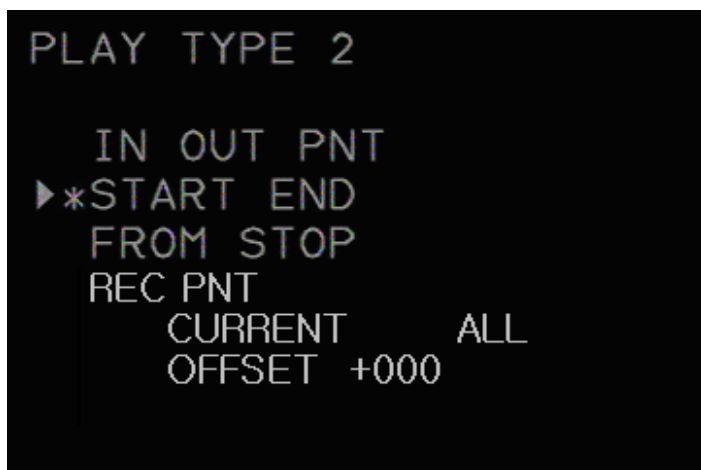 PLAY TYPE 2
IN OUT PNT
▶*START END
FROM STOP
REC PNT
CURRENT ALL
OFFSET +000